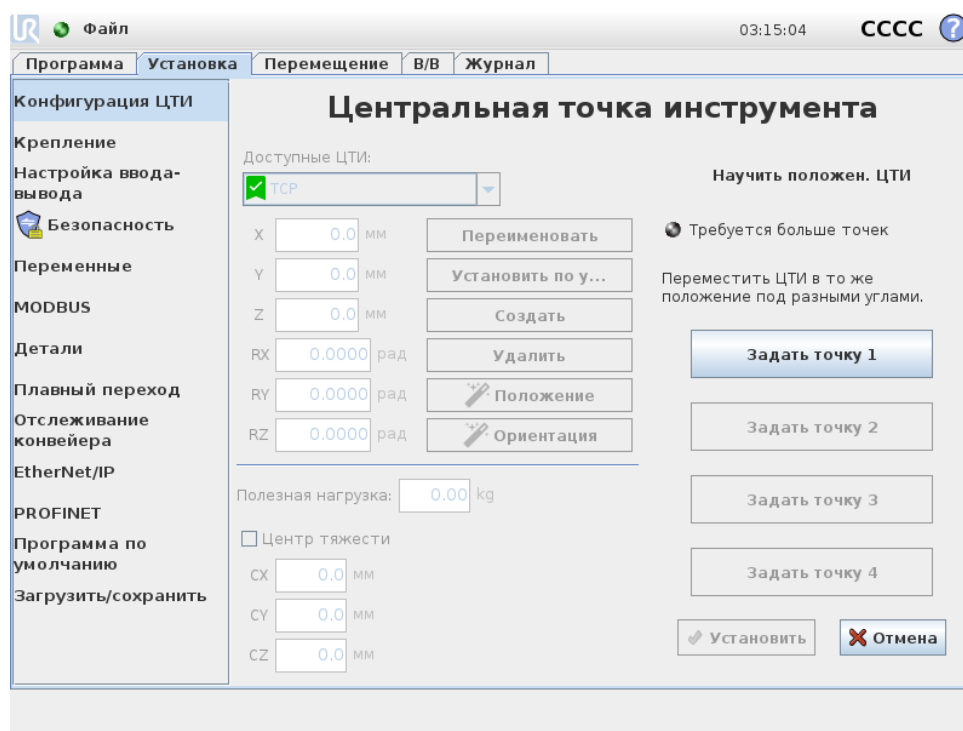 UR Файл 03:15:04 CCCC ?
Программа Установка Перемещение В/В Журнал
Конфигурация ЦТИ
Крепление
Настройка ввода-
вывода
Безопасность
Переменные
MODBUS
Детали
Плавный переход
Отслеживание
конвейера
EtherNet/IP
PROFINET
Программа по
умолчанию
Загрузить/сохранить
Центральная точка инструмента
Доступные ЦТИ:
TCP
X 0.0 мм Переименовать
Y 0.0 мм Установить по у...
Z 0.0 мм Создать
RX 0.0000 рад Удалить
RY 0.0000 рад Положение
RZ 0.0000 рад Ориентация
Полезная нагрузка: 0.00 kg
Центр тяжести
CX 0.0 мм
CY 0.0 мм
CZ 0.0 мм
Научить положен. ЦТИ
Требуется больше точек
Переместить ЦТИ в то же
положение под разными углами.
Задать точку 1
Задать точку 2
Задать точку 3
Задать точку 4
Установить Отмена